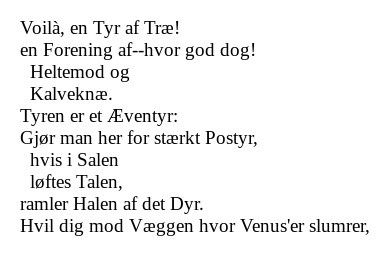 Voilà, en Tyr af Træ!
en Forening af--hvor god dog!
Heltemod og
Kalveknæ.
Tyren er et Æventyr:
Gjør man her for stærkt Postyr,
hvis i Salen
løftes Talen,
ramler Halen af det Dyr.
Hvil dig mod Væggen hvor Venus'er slumrer,